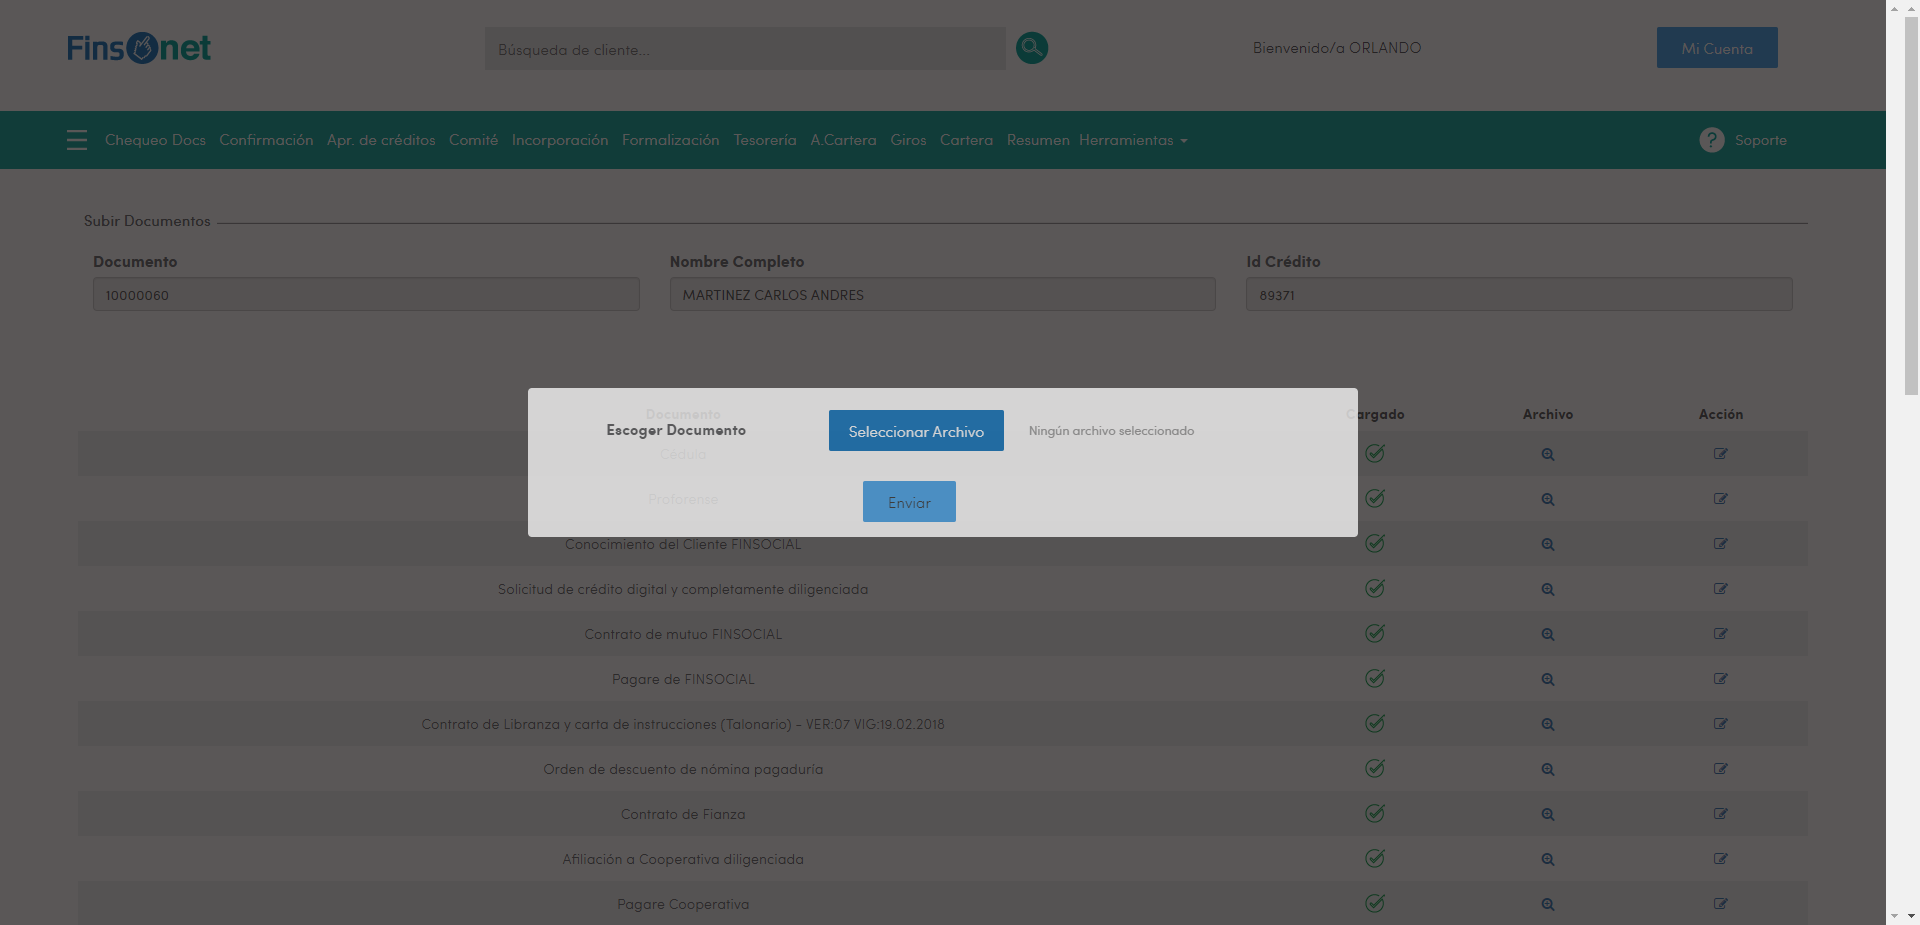 Finsonet
Búsqueda de cliente...
Bienvenido/a ORLANDO
Mi Cuenta
Chequeo Docs Confirmación Apr. de créditos Comité Incorporación Formalización Tesorería A.Cartera Giros Cartera Resumen Herramientas
? Soporte
Subir Documentos
Documento Nombre Completo Id Crédito
10000060 MARTINEZ CARLOS ANDRES 89371
Documento Cargado Archivo Acción
Escoger Documento Seleccionar Archivo Ningún archivo seleccionado
Cédula
Proforense
Enviar
Conocimiento del Cliente FINSOCIAL
Solicitud de crédito digital y completamente diligenciada
Contrato de mutuo FINSOCIAL
Pagare de FINSOCIAL
Contrato de Libranza y carta de instrucciones (Talonario) - VER:07 VIG:19.02.2018
Orden de descuento de nómina pagaduría
Contrato de Fianza
Afiliación a Cooperativa diligenciada
Pagare Cooperativa